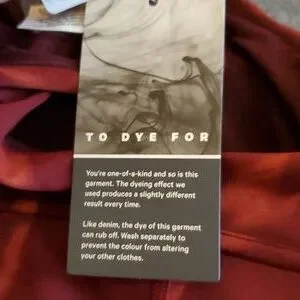 TO DYE FOR
You're one-of-a-kind and so is this
garment. The dyeing effect we
used produces a slightly different
result every time.
Like denim, the dye of this garment
can rub off. Wash seperately to
prevent the colour from altering
your other clothes.